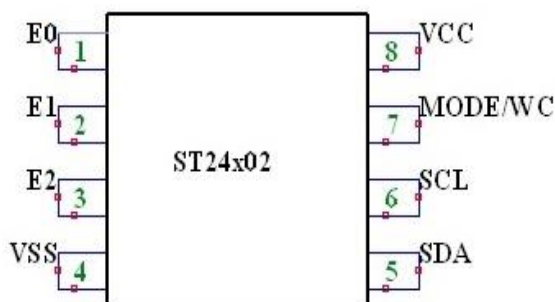 E0 1 8 VCC
E1 2 7 MODE/WC
ST24x02
E2 3 6 SCL
VSS 4 5 SDA